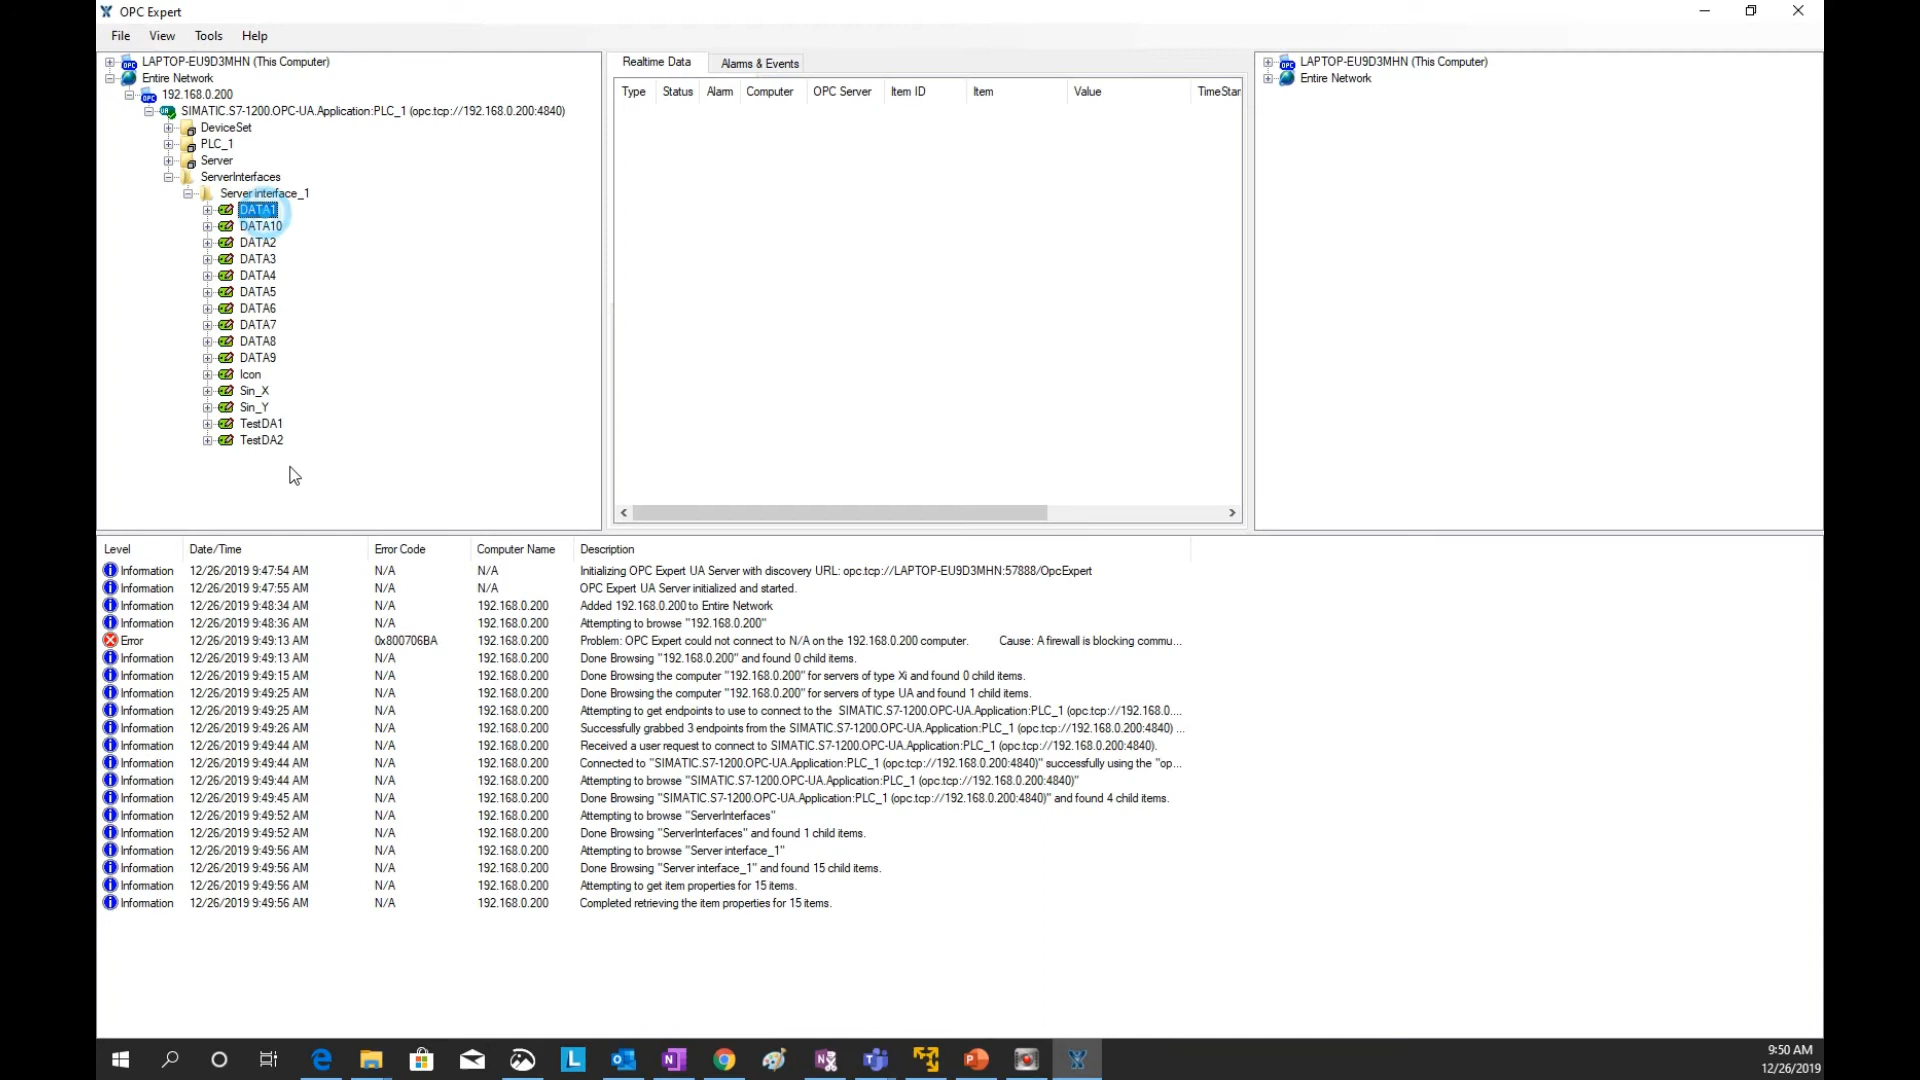 OPC Expert
File View Tools Help
LAPTOP-EU9D3MHN (This Computer)
Entire Network
192.168.0.200
SIMATIC.S7-1200.OPC-UA.Application:PLC_1 (opc.tcp://192.168.0.200:4840)
DeviceSet
PLC_1
Server
ServerInterfaces
Server interface_1
DATA1
DATA10
DATA2
DATA3
DATA4
DATA5
DATA6
DATA7
DATA8
DATA9
Icon
Sin_X
Sin_Y
TestDA1
TestDA2
Realtime Data Alarms & Events
Type Status Alarm Computer OPC Server Item ID Item Value TimeStar
LAPTOP-EU9D3MHN (This Computer)
Entire Network
Level Date/Time Error Code Computer Name Description
Information 12/26/2019 9:47:54 AM N/A N/A Initializing OPC Expert UA Server with discovery URL: opc.tcp://LAPTOP-EU9D3MHN:57888/OpcExpert
Information 12/26/2019 9:47:55 AM N/A N/A OPC Expert UA Server initialized and started.
Information 12/26/2019 9:48:34 AM N/A 192.168.0.200 Added 192.168.0.200 to Entire Network
Information 12/26/2019 9:48:36 AM N/A 192.168.0.200 Attempting to browse "192.168.0.200"
Error 12/26/2019 9:49:13 AM 0x800706BA 192.168.0.200 Problem: OPC Expert could not connect to N/A on the 192.168.0.200 computer. Cause: A firewall is blocking commu...
Information 12/26/2019 9:49:13 AM N/A 192.168.0.200 Done Browsing "192.168.0.200" and found 0 child items.
Information 12/26/2019 9:49:15 AM N/A 192.168.0.200 Done Browsing the computer "192.168.0.200" for servers of type Xi and found 0 child items.
Information 12/26/2019 9:49:25 AM N/A 192.168.0.200 Done Browsing the computer "192.168.0.200" for servers of type UA and found 1 child items.
Information 12/26/2019 9:49:25 AM N/A 192.168.0.200 Attempting to get endpoints to use to connect to the SIMATIC.S7-1200.OPC-UA.Application:PLC_1 (opc.tcp://192.168.0....
Information 12/26/2019 9:49:26 AM N/A 192.168.0.200 Successfully grabbed 3 endpoints from the SIMATIC.S7-1200.OPC-UA.Application:PLC_1 (opc.tcp://192.168.0.200:4840) ...
Information 12/26/2019 9:49:44 AM N/A 192.168.0.200 Received a user request to connect to SIMATIC.S7-1200.OPC-UA.Application:PLC_1 (opc.tcp://192.168.0.200:4840).
Information 12/26/2019 9:49:44 AM N/A 192.168.0.200 Connected to "SIMATIC.S7-1200.OPC-UA.Application:PLC_1 (opc.tcp://192.168.0.200:4840)" successfully using the "op...
Information 12/26/2019 9:49:44 AM N/A 192.168.0.200 Attempting to browse "SIMATIC.S7-1200.OPC-UA.Application:PLC_1 (opc.tcp://192.168.0.200:4840)"
Information 12/26/2019 9:49:45 AM N/A 192.168.0.200 Done Browsing "SIMATIC.S7-1200.OPC-UA.Application:PLC_1 (opc.tcp://192.168.0.200:4840)" and found 4 child items.
Information 12/26/2019 9:49:52 AM N/A 192.168.0.200 Attempting to browse "ServerInterfaces"
Information 12/26/2019 9:49:52 AM N/A 192.168.0.200 Done Browsing "ServerInterfaces" and found 1 child items.
Information 12/26/2019 9:49:56 AM N/A 192.168.0.200 Attempting to browse "Server interface_1"
Information 12/26/2019 9:49:56 AM N/A 192.168.0.200 Done Browsing "Server interface_1" and found 15 child items.
Information 12/26/2019 9:49:56 AM N/A 192.168.0.200 Attempting to get item properties for 15 items.
Information 12/26/2019 9:49:56 AM N/A 192.168.0.200 Completed retrieving the item properties for 15 items.
9:50 AM
12/26/2019